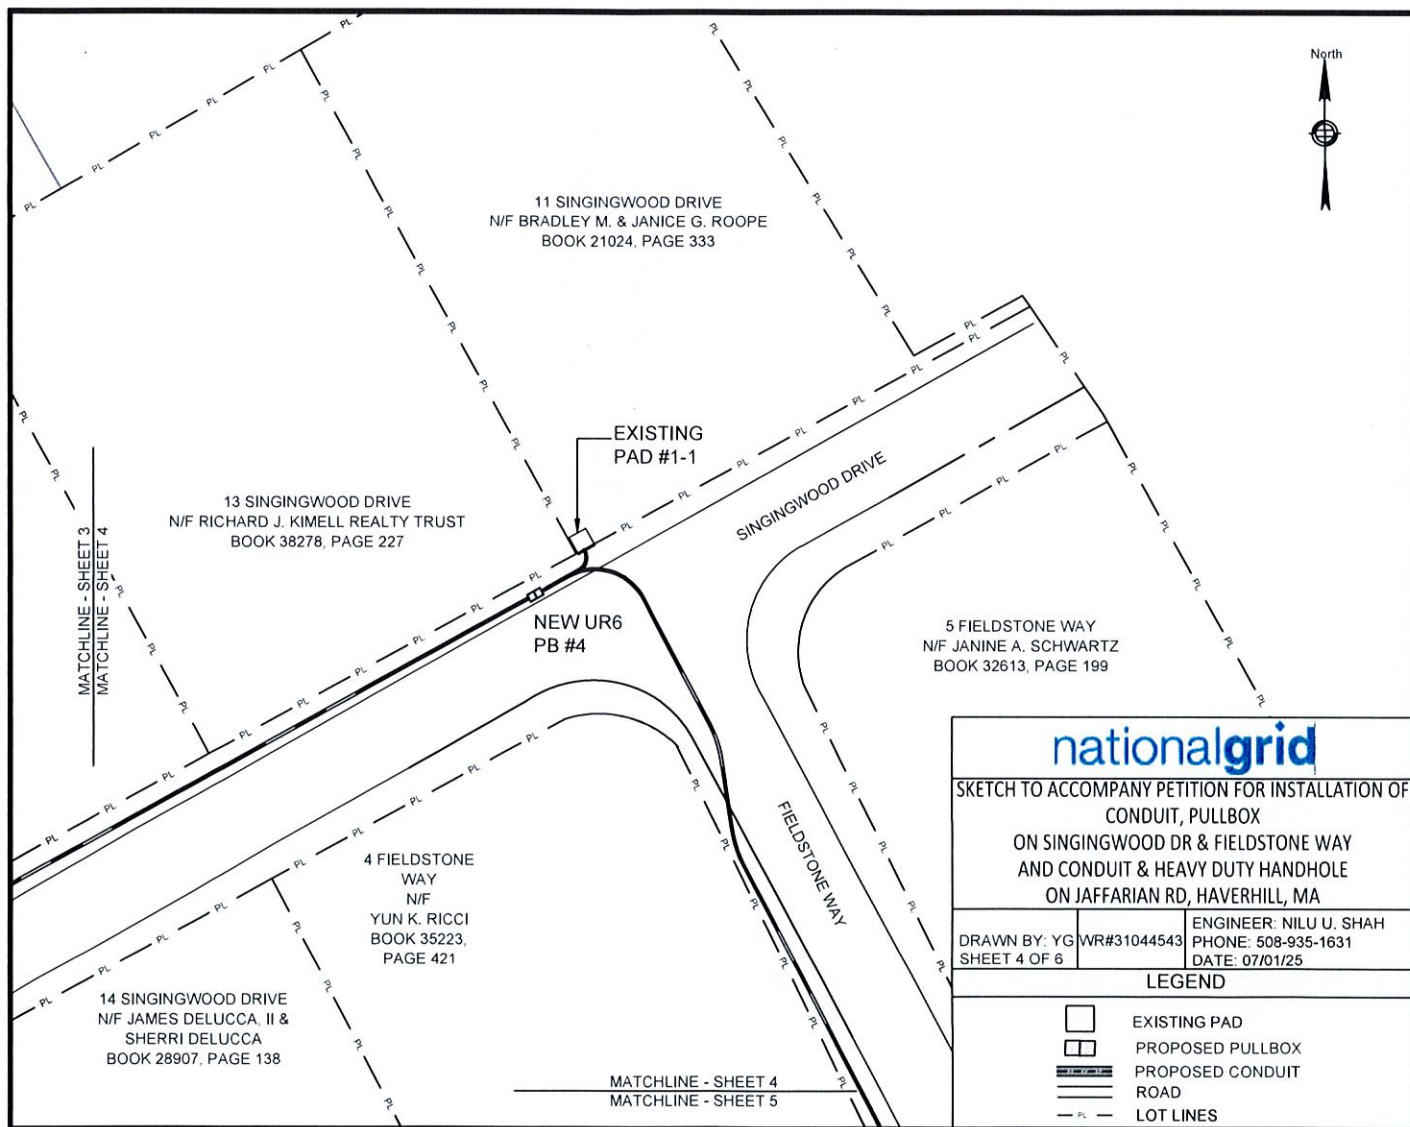 North
11 SINGINGWOOD DRIVE
N/F BRADLEY M. & JANICE G. ROOPE
BOOK 21024, PAGE 333
EXISTING
PAD #1-1
13 SINGINGWOOD DRIVE
N/F RICHARD J. KIMELL REALTY TRUST
BOOK 38278, PAGE 227
MATCHLINE - SHEET 3
MATCHLINE - SHEET 4
SINGINGWOOD DRIVE
NEW UR6
PB #4
5 FIELDSTONE WAY
N/F JANINE A. SCHWARTZ
BOOK 32613, PAGE 199
FIELDSTONE WAY
4 FIELDSTONE
WAY
N/F
YUN K. RICCI
BOOK 35223,
PAGE 421
14 SINGINGWOOD DRIVE
N/F JAMES DELUCCA, II &
SHERRI DELUCCA
BOOK 28907, PAGE 138
MATCHLINE - SHEET 4
MATCHLINE - SHEET 5
nationalgrid
SKETCH TO ACCOMPANY PETITION FOR INSTALLATION OF
CONDUIT, PULLBOX
ON SINGINGWOOD DR & FIELDSTONE WAY
AND CONDUIT & HEAVY DUTY HANDHOLE
ON JAFFARIAN RD, HAVERHILL, MA
DRAWN BY: YG
SHEET 4 OF 6
WR#31044543
ENGINEER: NILU U. SHAH
PHONE: 508-935-1631
DATE: 07/01/25
LEGEND
EXISTING PAD
PROPOSED PULLBOX
PROPOSED CONDUIT
ROAD
PL LOT LINES